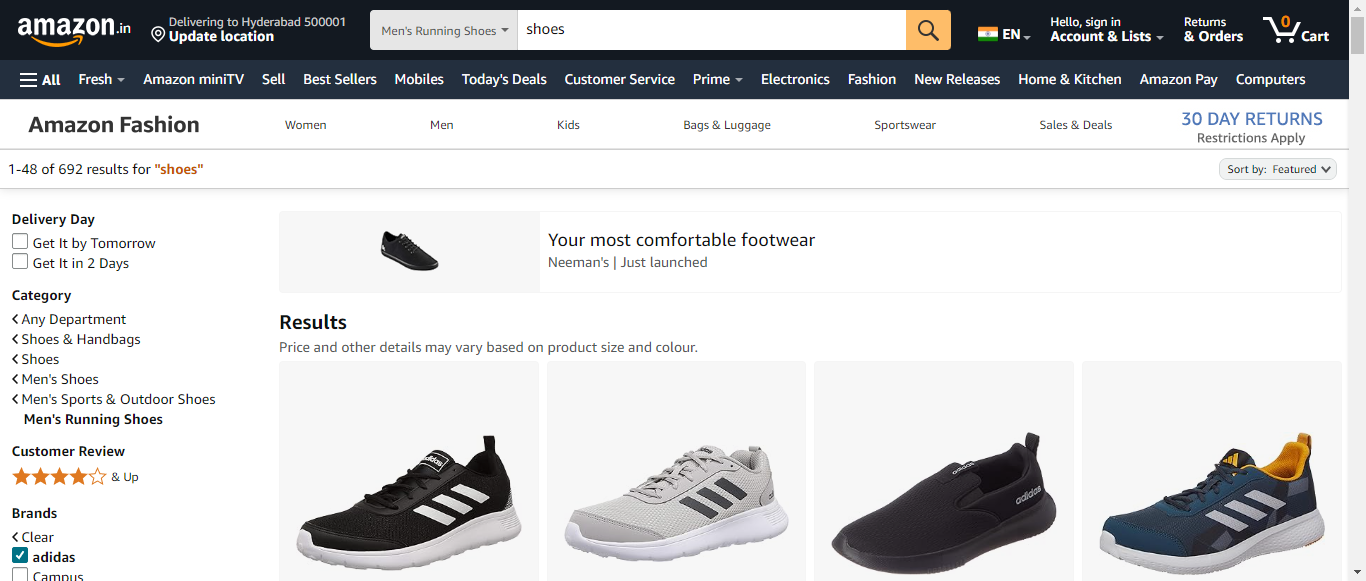 amazon.in
Delivering to Hyderabad 500001
Update location
Men's Running Shoes
shoes
EN
Hello, sign in
Account & Lists
Returns
& Orders
0
Cart
All
Fresh
Amazon miniTV
Sell
Best Sellers
Mobiles
Today's Deals
Customer Service
Prime
Electronics
Fashion
New Releases
Home & Kitchen
Amazon Pay
Computers
Amazon Fashion
Women
Men
Kids
Bags & Luggage
Sportswear
Sales & Deals
30 DAY RETURNS
Restrictions Apply
1-48 of 692 results for "shoes"
Sort by: Featured
Delivery Day
Get It by Tomorrow
Get It in 2 Days
Category
Any Department
Shoes & Handbags
Shoes
Men's Shoes
Men's Sports & Outdoor Shoes
Men's Running Shoes
Customer Review
& Up
Brands
Clear
adidas
Campus
Your most comfortable footwear
Neeman's | Just launched
Results
Price and other details may vary based on product size and colour.
adidas
adidas
adidas
adidas